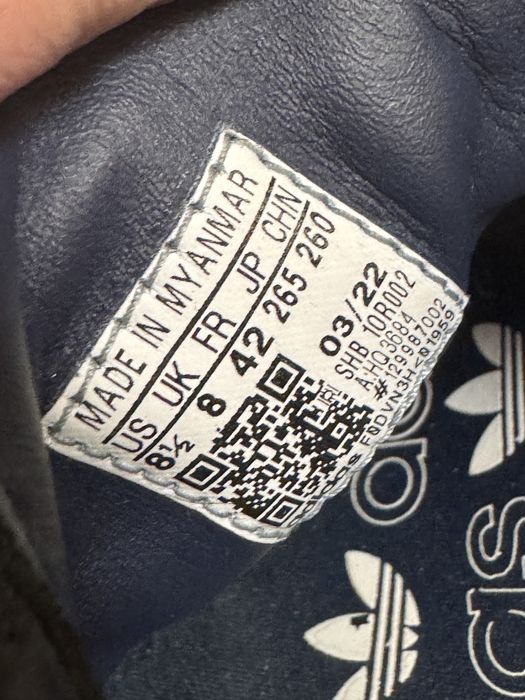 MADE IN MYANMAR
US UK FR JP CHN
8½ 8 42 265 260
03/22
SHB 10R002
A:HQ3684
#129987002